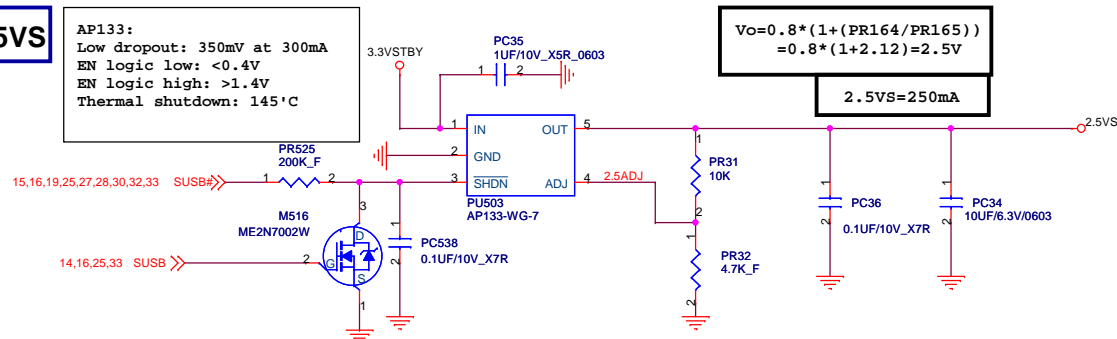 5VS
AP133:
Low dropout: 350mV at 300mA
EN logic low: <0.4V
EN logic high: >1.4V
Thermal shutdown: 145'C
3.3VSTBY
PC35
1UF/10V_X5R_0603
1 2
Vo=0.8*(1+(PR164/PR165))
=0.8*(1+2.12)=2.5V
2.5VS=250mA
1 IN OUT 5
2.5VS
2 GND
3 SHDN ADJ 4
2.5ADJ
PU503
AP133-WG-7
PR525
200K_F
15,16,19,25,27,28,30,32,33 SUSB#
1 2
1
PR31
10K
2
1
PR32
4.7K_F
2
1
PC36
2
0.1UF/10V_X7R
1
PC34
10UF/6.3V/0603
2
M516
ME2N7002W
3
D
G
S
2
1
14,16,25,33 SUSB
1
PC538
0.1UF/10V_X7R
2